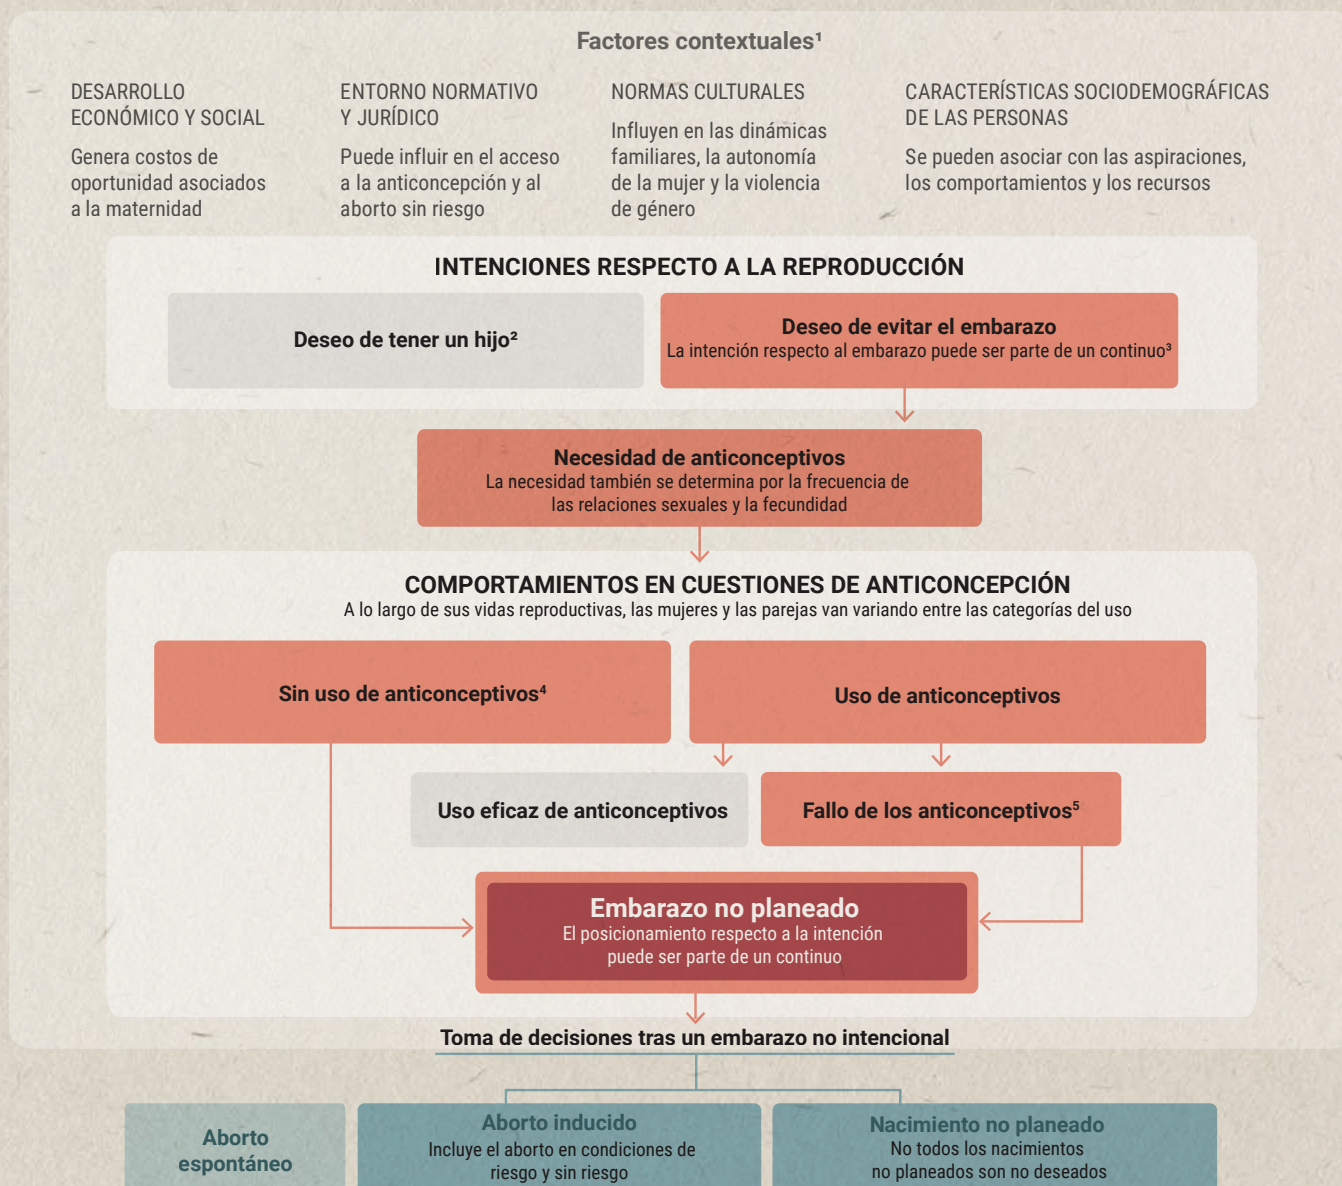 Factores contextuales¹
DESARROLLO
ECONÓMICO Y SOCIAL
Genera costos de
oportunidad asociados
a la maternidad
ENTORNO NORMATIVO
Y JURÍDICO
Puede influir en el acceso
a la anticoncepción y al
aborto sin riesgo
NORMAS CULTURALES
Influyen en las dinámicas
familiares, la autonomía
de la mujer y la violencia
de género
CARACTERÍSTICAS SOCIODEMOGRÁFICAS
DE LAS PERSONAS
Se pueden asociar con las aspiraciones,
los comportamientos y los recursos
INTENCIONES RESPECTO A LA REPRODUCCIÓN
Deseo de tener un hijo²
Deseo de evitar el embarazo
La intención respecto al embarazo puede ser parte de un continuo³
Necesidad de anticonceptivos
La necesidad también se determina por la frecuencia de
las relaciones sexuales y la fecundidad
COMPORTAMIENTOS EN CUESTIONES DE ANTICONCEPCIÓN
A lo largo de sus vidas reproductivas, las mujeres y las parejas van variando entre las categorías del uso
Sin uso de anticonceptivos⁴
Uso de anticonceptivos
Uso eficaz de anticonceptivos
Fallo de los anticonceptivos⁵
Embarazo no planeado
El posicionamiento respecto a la intención
puede ser parte de un continuo
Toma de decisiones tras un embarazo no intencional
Aborto
espontáneo
Aborto inducido
Incluye el aborto en condiciones de
riesgo y sin riesgo
Nacimiento no planeado
No todos los nacimientos
no planeados son no deseados